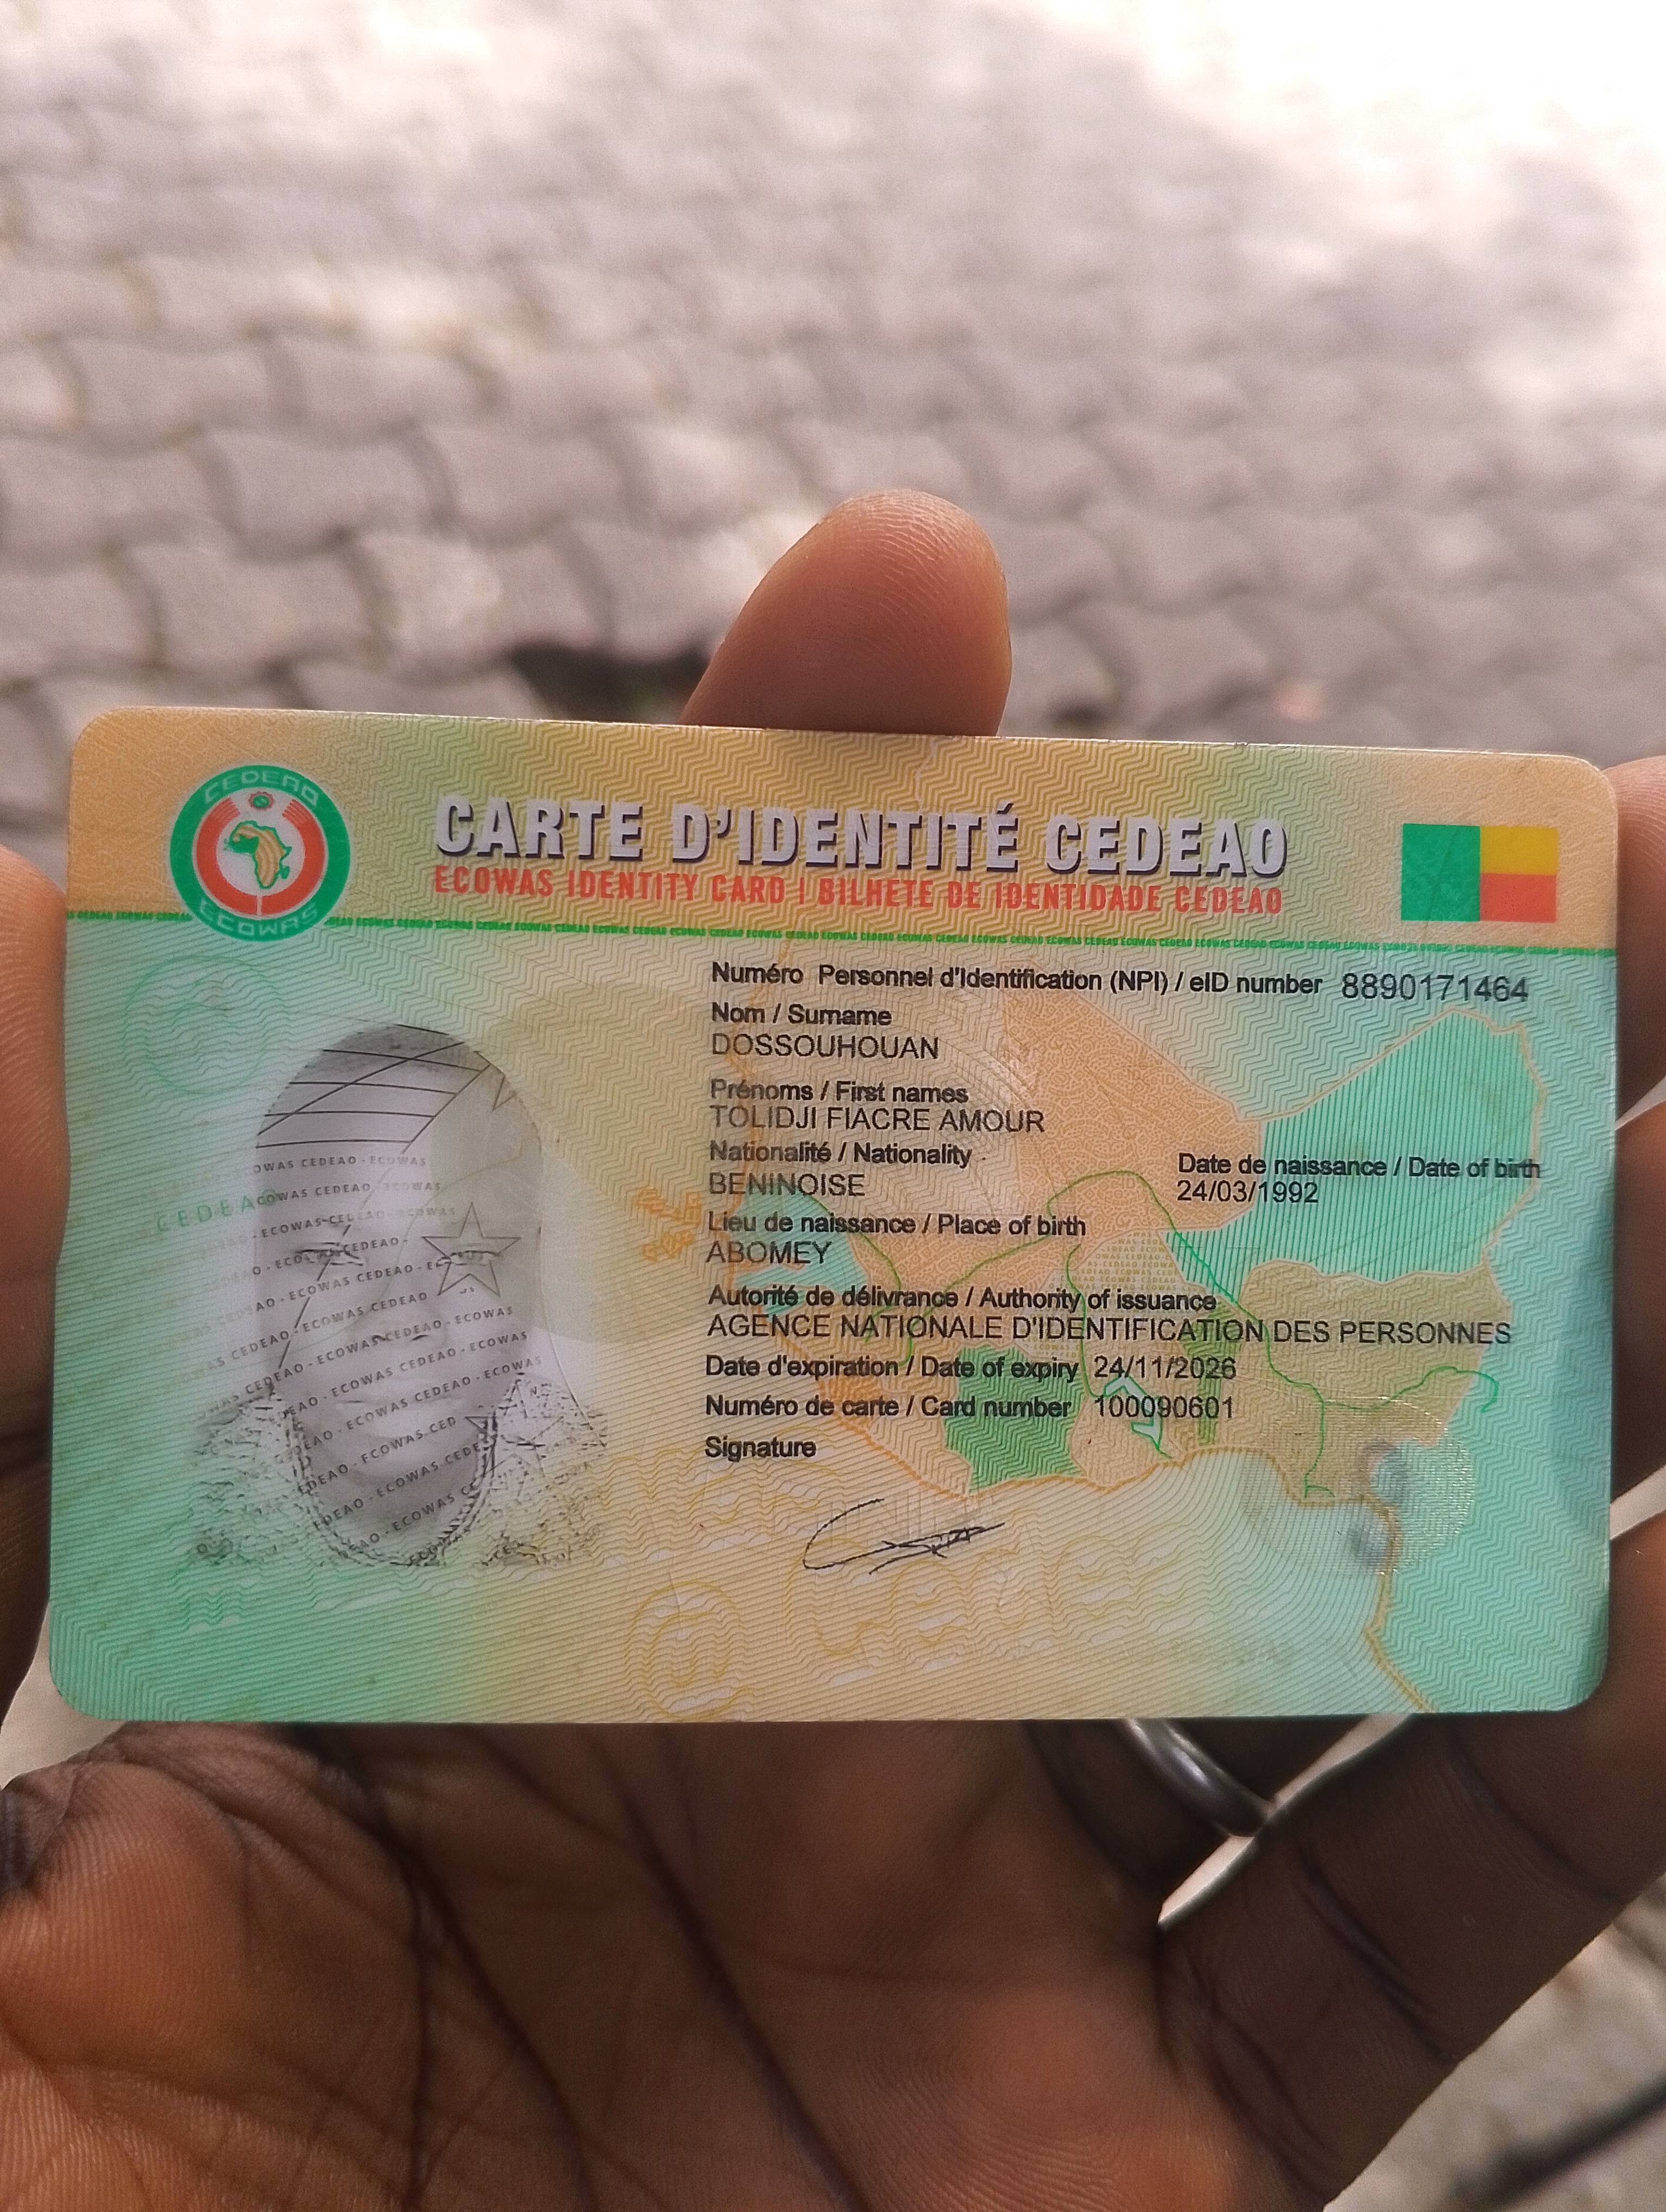 CEDEAO
ECOWAS
CARTE D'IDENTITÉ CEDEAO
ECOWAS IDENTITY CARD | BILHETE DE IDENTIDADE CEDEAO
Numéro Personnel d'Identification (NPI) / eID number 8890171464
Nom / Surname
DOSSOUHOUAN
Prénoms / First names
TOLIDJI FIACRE AMOUR
Nationalité / Nationality
BENINOISE
Date de naissance / Date of birth
24/03/1992
Lieu de naissance / Place of birth
ABOMEY
Autorité de délivrance / Authority of issuance
AGENCE NATIONALE D'IDENTIFICATION DES PERSONNES
Date d'expiration / Date of expiry 24/11/2026
Numéro de carte / Card number 100090601
Signature
CEDEAO